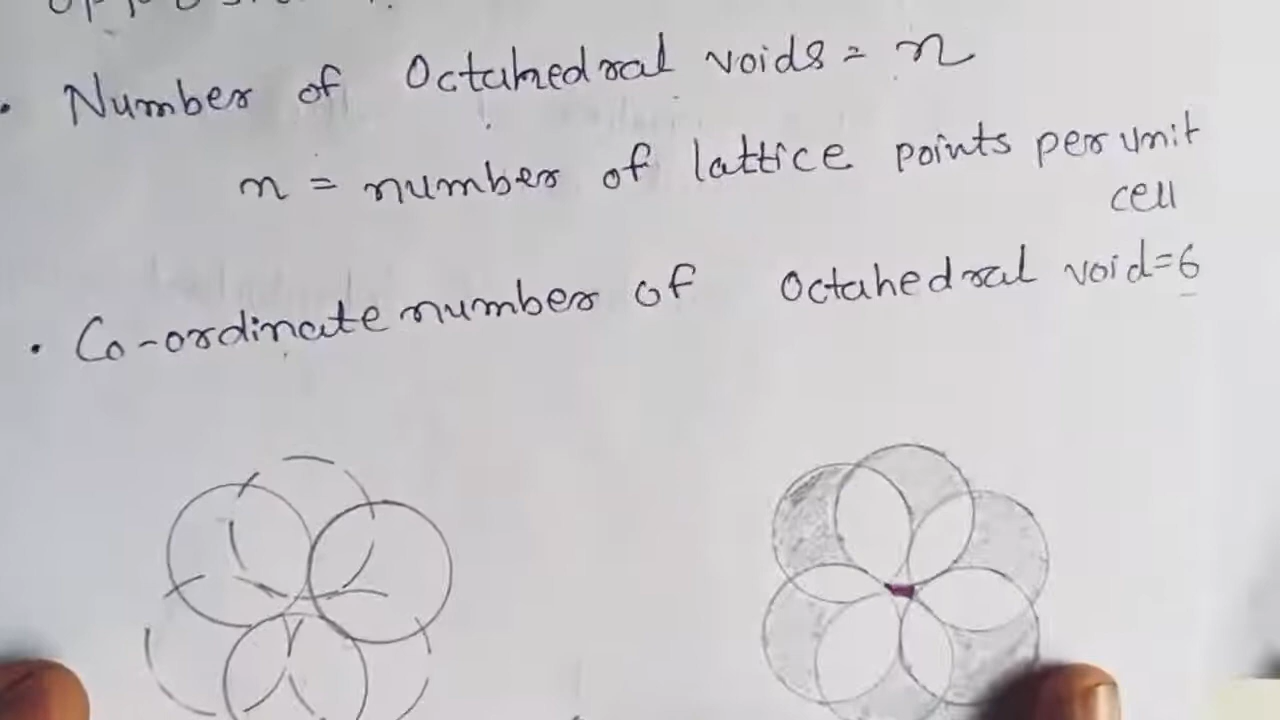 • Number of Octahedral voids = n
n = number of lattice points per unit
cell
• Co-ordinate number of Octahedral void=6